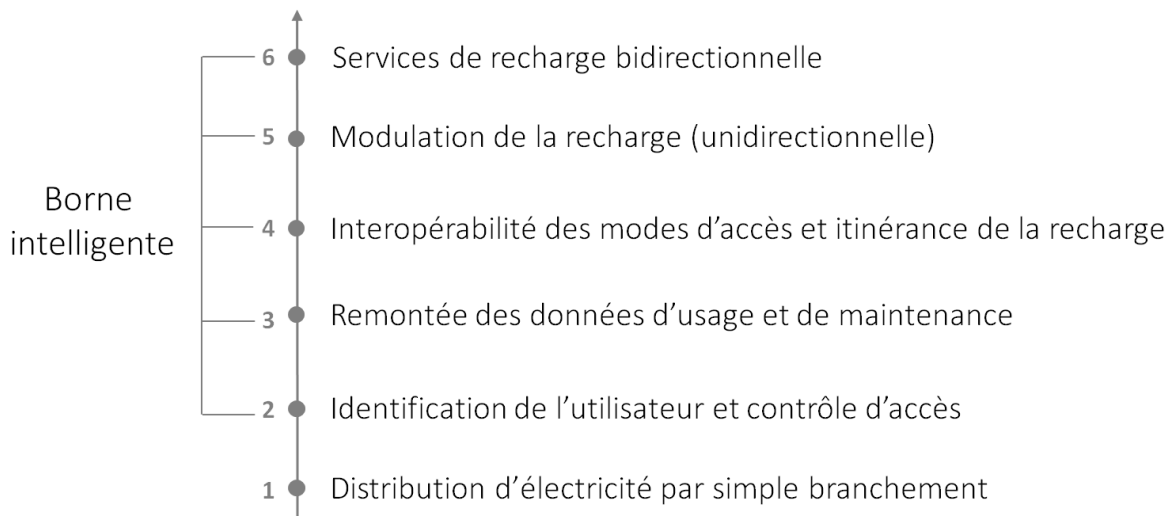 6 Services de recharge bidirectionnelle
5 Modulation de la recharge (unidirectionnelle)
Borne
intelligente
4 Interopérabilité des modes d'accès et itinérance de la recharge
3 Remontée des données d'usage et de maintenance
2 Identification de l'utilisateur et contrôle d'accès
1 Distribution d'électricité par simple branchement